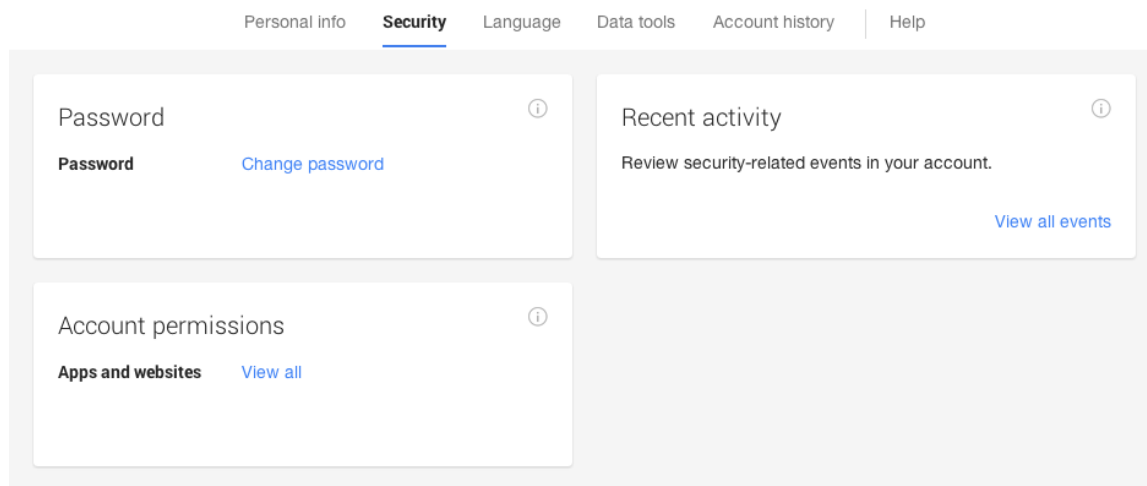 Personal info Security Language Data tools Account history Help
Password
Password Change password
Recent activity
Review security-related events in your account.
View all events
Account permissions
Apps and websites View all